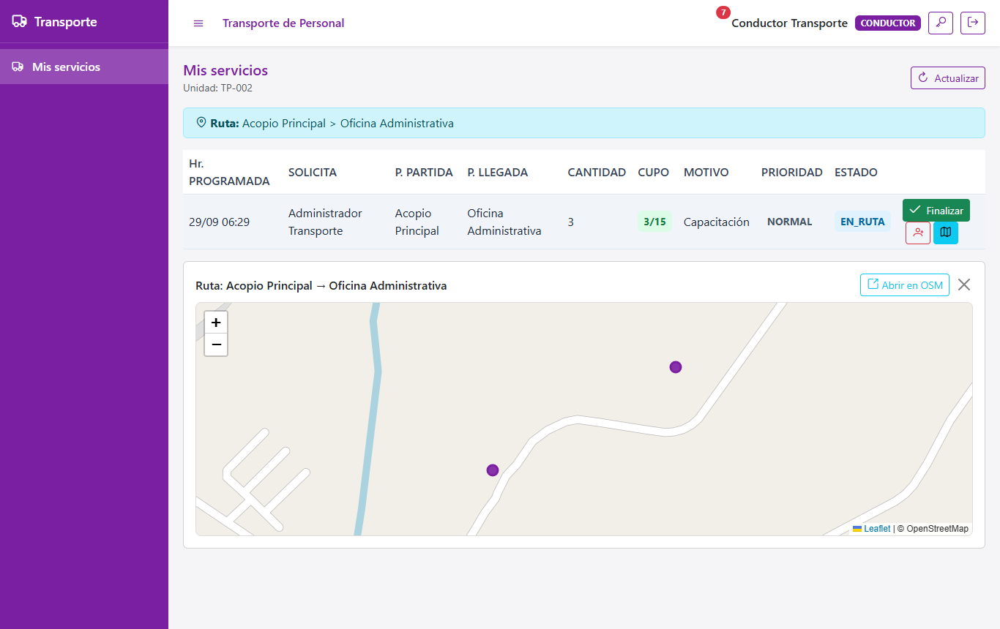 Transporte
Transporte de Personal
7
Conductor Transporte CONDUCTOR
Mis servicios
Mis servicios
Unidad: TP-002
Actualizar
Ruta: Acopio Principal > Oficina Administrativa
Hr. PROGRAMADA SOLICITA P. PARTIDA P. LLEGADA CANTIDAD CUPO MOTIVO PRIORIDAD ESTADO
29/09 06:29 Administrador Transporte Acopio Principal Oficina Administrativa 3 3/15 Capacitación NORMAL EN_RUTA Finalizar
Ruta: Acopio Principal → Oficina Administrativa
Abrir en OSM
+
−
Leaflet | © OpenStreetMap